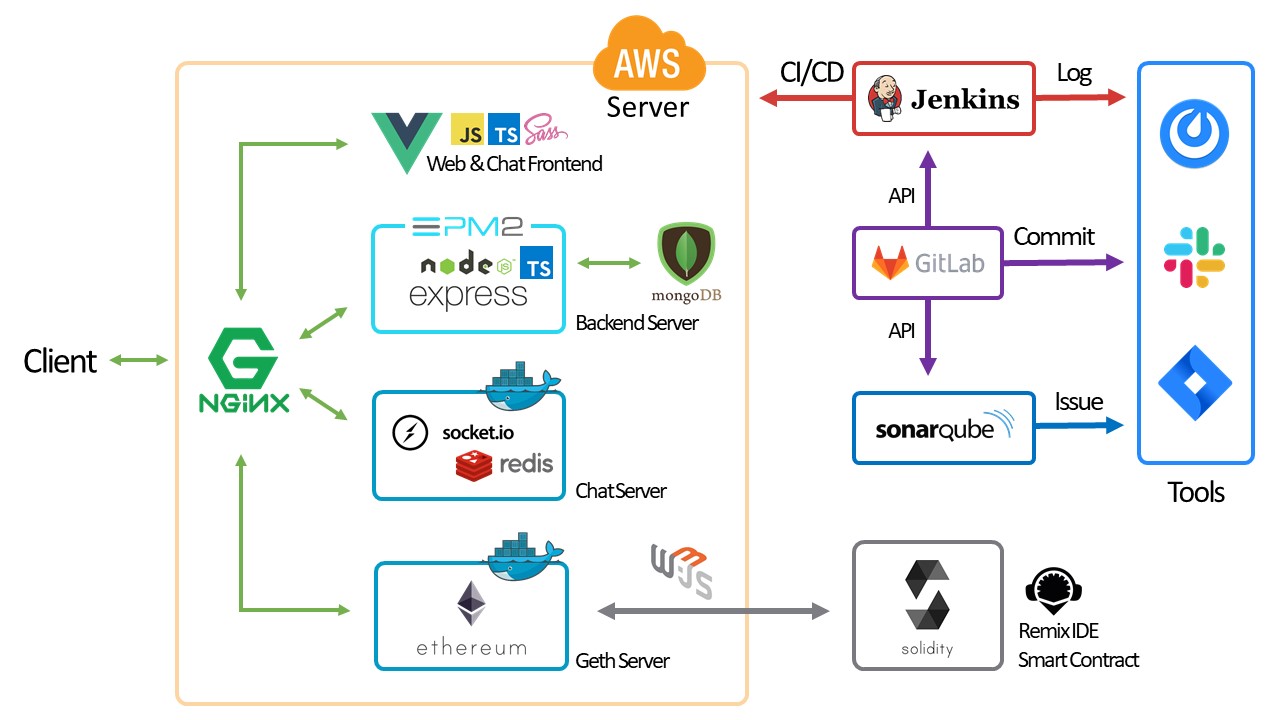 AWS
Server
CI/CD
Jenkins
Log
JS TS Sass
Web & Chat Frontend
API
PM2
node JS TS
express
mongoDB
Backend Server
GitLab
Commit
Client
NGINX
API
socket.io
redis
Chat Server
sonarqube
Issue
Tools
W3JS
ethereum
Geth Server
solidity
Remix IDE
Smart Contract